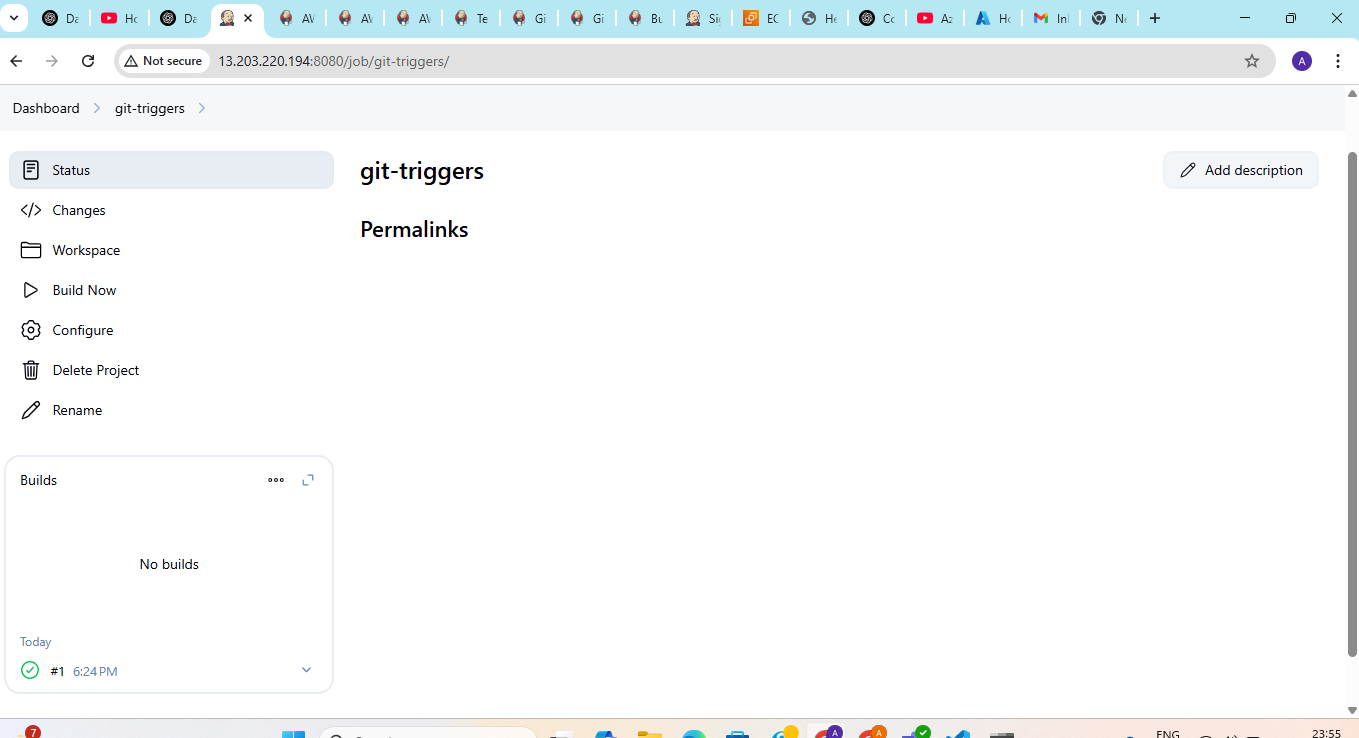 Da
Ho
Da
AV
AV
AV
Te
Gi
Gi
Bu
Sig
EC
He
Co
Az
Ho
Inl
Ne
Not secure
13.203.220.194:8080/job/git-triggers/
A
Dashboard
git-triggers
Status
git-triggers
Add description
Changes
Permalinks
Workspace
Build Now
Configure
Delete Project
Rename
Builds
No builds
Today
#1 6:24 PM
7
A
A
ENG
23:55